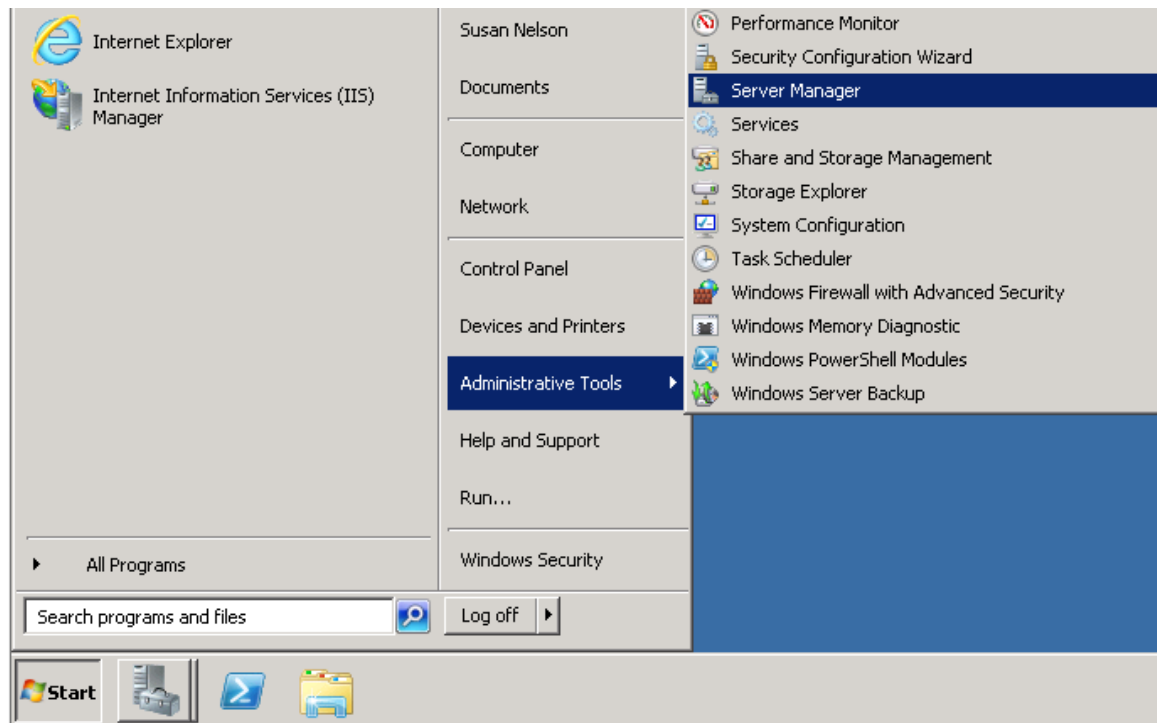 Internet Explorer
Internet Information Services (IIS)
Manager
All Programs
Search programs and files
Susan Nelson
Documents
Computer
Network
Control Panel
Devices and Printers
Administrative Tools
Help and Support
Run...
Windows Security
Log off
Performance Monitor
Security Configuration Wizard
Server Manager
Services
Share and Storage Management
Storage Explorer
System Configuration
Task Scheduler
Windows Firewall with Advanced Security
Windows Memory Diagnostic
Windows PowerShell Modules
Windows Server Backup
Start